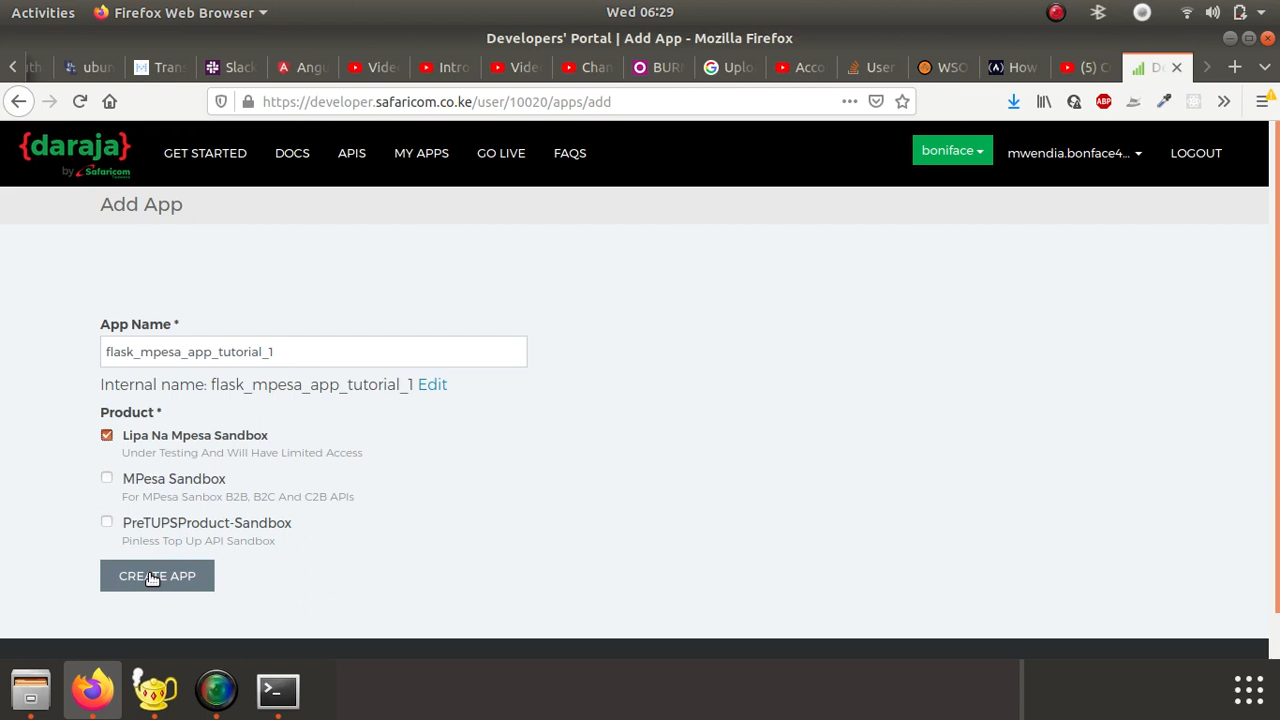 Activities Firefox Web Browser Wed 06:29
Developers' Portal | Add App - Mozilla Firefox
ubun Tran Slack Ang Vide Intro Vide Chan BUR Uplo Acco User WSO How (5) C D
https://developer.safaricom.co.ke/user/10020/apps/add ABP
{daraja} GET STARTED DOCS APIS MY APPS GO LIVE FAQS boniface mwendia.bonface4... LOGOUT
by Safaricom
Add App
App Name *
flask_mpesa_app_tutorial_1
Internal name: flask_mpesa_app_tutorial_1 Edit
Product *
Lipa Na Mpesa Sandbox
Under Testing And Will Have Limited Access
MPesa Sandbox
For MPesa Sanbox B2B, B2C And C2B APIs
PreTUPSProduct-Sandbox
Pinless Top Up API Sandbox
CREATE APP